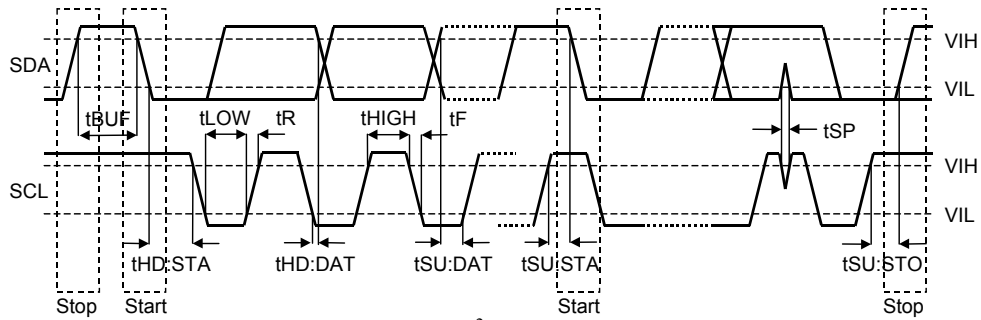 VIH
SDA
VIL
tBUF tLOW tR tHIGH tF
tSP
VIH
SCL
VIL
tHD:STA tHD:DAT tSU:DAT tSU:STA tSU:STO
Stop Start Start Stop